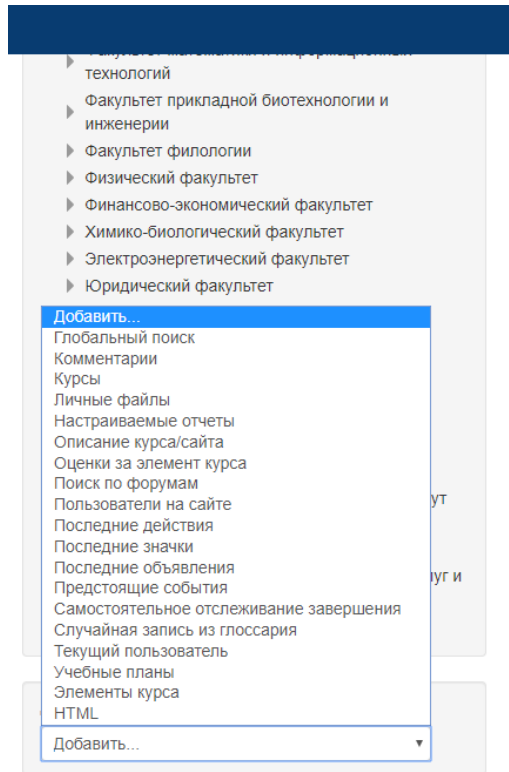 технологий
Факультет прикладной биотехнологии и
инженерии
Факультет филологии
Физический факультет
Финансово-экономический факультет
Химико-биологический факультет
Электроэнергетический факультет
Юридический факультет
Добавить...
Глобальный поиск
Комментарии
Курсы
Личные файлы
Настраиваемые отчеты
Описание курса/сайта
Оценки за элемент курса
Поиск по форумам
Пользователи на сайте
ут
Последние действия
Последние значки
Последние объявления
уг и
Предстоящие события
Самостоятельное отслеживание завершения
Случайная запись из глоссария
Текущий пользователь
Учебные планы
Элементы курса
HTML
Добавить...